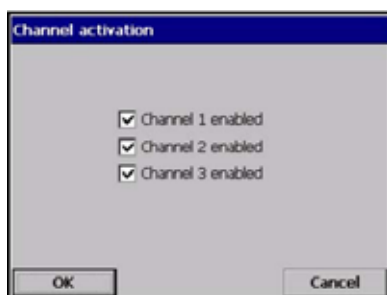 Channel activation
Channel 1 enabled
Channel 2 enabled
Channel 3 enabled
OK Cancel